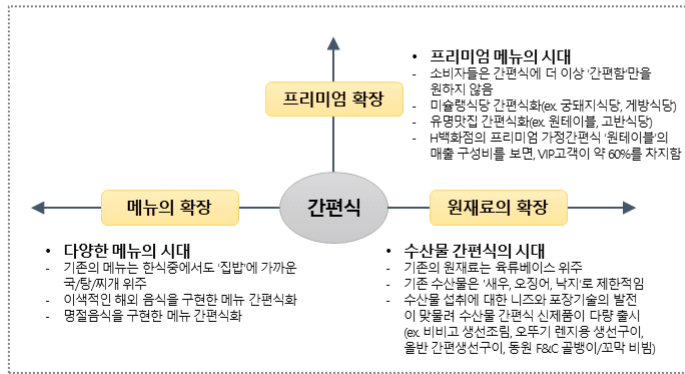 • 프리미엄 메뉴의 시대
- 소비자들은 간편식에 더 이상 '간편함'만을
원하지 않음
- 미슐랭식당 간편식화(ex. 궁돼지식당, 게방식당)
- 유명맛집 간편식화(ex. 원테이블, 고반식당)
- H백화점의 프리미엄 가정간편식 '원테이블'의
매출 구성비를 보면, VIP고객이 약 60%를 차지함
프리미엄 확장
메뉴의 확장
간편식
원재료의 확장
• 다양한 메뉴의 시대
- 기존의 메뉴는 한식중에서도 '집밥'에 가까운
국/탕/찌개 위주
- 이색적인 해외 음식을 구현한 메뉴 간편식화
- 명절음식을 구현한 메뉴 간편식화
• 수산물 간편식의 시대
- 기존의 원재료는 육류베이스 위주
- 기존 수산물은 '새우, 오징어, 낙지'로 제한적임
- 수산물 섭취에 대한 니즈와 포장기술의 발전
이 맞물려 수산물 간편식 신제품이 다량 출시
(ex. 비비고 생선조림, 오뚜기 렌지용 생선구이,
올반 간편생선구이, 동원 F&C 골뱅이/꼬막 비빔)